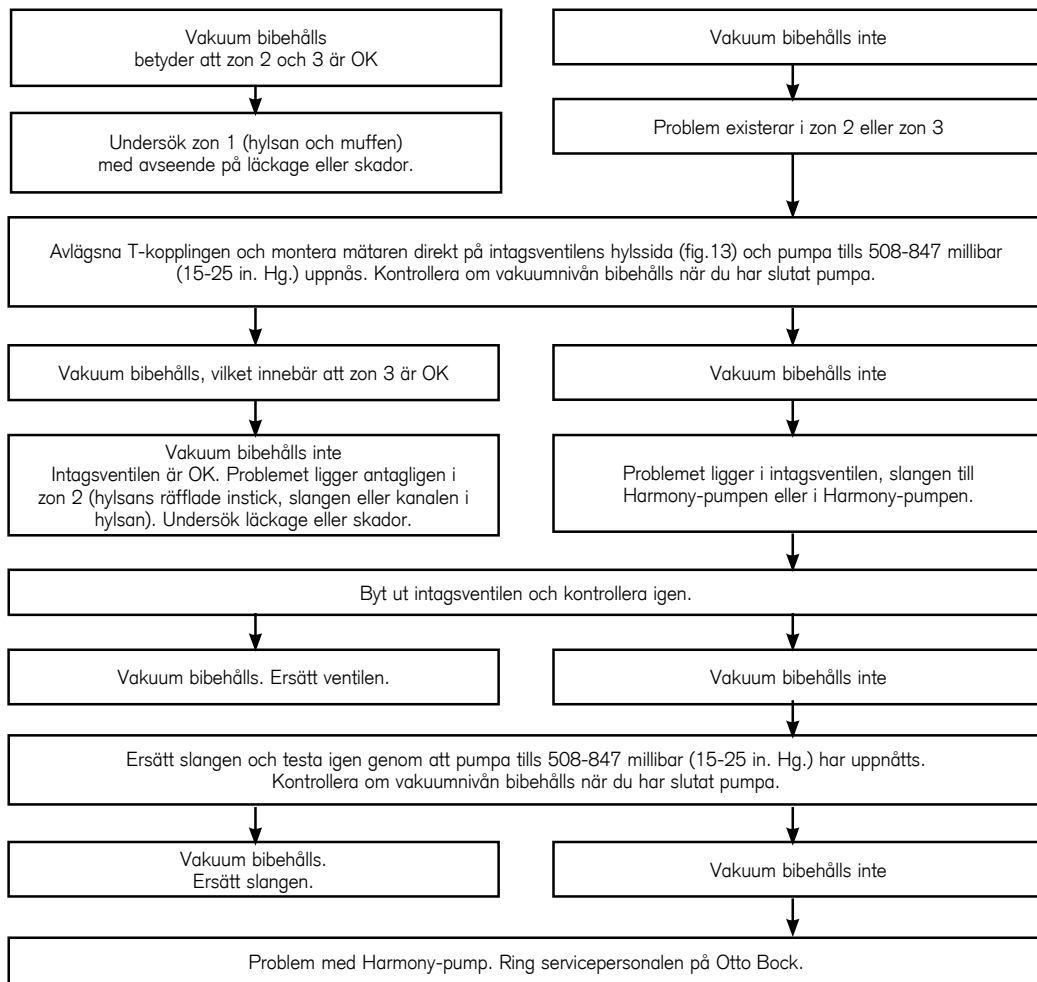 Vakuum bibehålls
betyder att zon 2 och 3 är OK
Vakuum bibehålls inte
Undersök zon 1 (hylsan och muffen)
med avseende på läckage eller skador.
Problem existerar i zon 2 eller zon 3
Avlägsna T-kopplingen och montera mätaren direkt på intagsventilens hylssida (fig.13) och pumpa tills 508-847 millibar
(15-25 in. Hg.) uppnås. Kontrollera om vakuumnivån bibehålls när du har slutat pumpa.
Vakuum bibehålls, vilket innebär att zon 3 är OK
Vakuum bibehålls inte
Vakuum bibehålls inte
Intagsventilen är OK. Problemet ligger antagligen i
zon 2 (hylsans räfflade instick, slangen eller kanalen i
hylsan). Undersök läckage eller skador.
Problemet ligger i intagsventilen, slangen till
Harmony-pumpen eller i Harmony-pumpen.
Byt ut intagsventilen och kontrollera igen.
Vakuum bibehålls. Ersätt ventilen.
Vakuum bibehålls inte
Ersätt slangen och testa igen genom att pumpa tills 508-847 millibar (15-25 in. Hg.) har uppnåtts.
Kontrollera om vakuumnivån bibehålls när du har slutat pumpa.
Vakuum bibehålls.
Ersätt slangen.
Vakuum bibehålls inte
Problem med Harmony-pump. Ring servicepersonalen på Otto Bock.